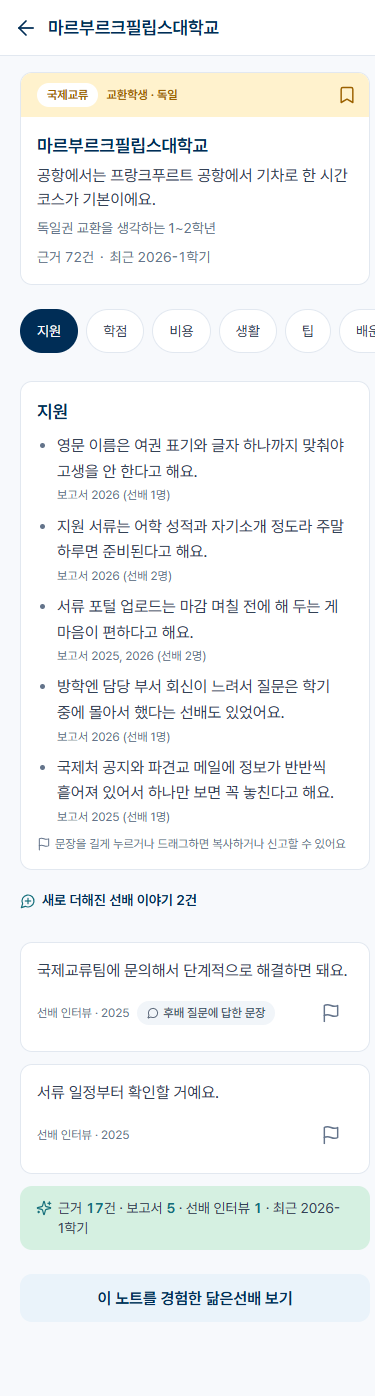 마르부르크필립스대학교
국제교류 교환학생 · 독일
마르부르크필립스대학교
공항에서는 프랑크푸르트 공항에서 기차로 한 시간
코스가 기본이에요.
독일권 교환을 생각하는 1~2학년
근거 72건 · 최근 2026-1학기
지원 학점 비용 생활 팁 배운
지원
• 영문 이름은 여권 표기와 글자 하나까지 맞춰야
고생을 안 한다고 해요.
보고서 2026 (선배 1명)
• 지원 서류는 어학 성적과 자기소개 정도라 주말
하루면 준비된다고 해요.
보고서 2026 (선배 2명)
• 서류 포털 업로드는 마감 며칠 전에 해 두는 게
마음이 편하다고 해요.
보고서 2025, 2026 (선배 2명)
• 방학엔 담당 부서 회신이 느려서 질문은 학기
중에 몰아서 했다는 선배도 있었어요.
보고서 2026 (선배 1명)
• 국제처 공지와 파견교 메일에 정보가 반반씩
흩어져 있어서 하나만 보면 꼭 놓친다고 해요.
보고서 2025 (선배 1명)
문장을 길게 누르거나 드래그하면 복사하거나 신고할 수 있어요
새로 더해진 선배 이야기 2건
국제교류팀에 문의해서 단계적으로 해결하면 돼요.
선배 인터뷰 · 2025 후배 질문에 답한 문장
서류 일정부터 확인할 거예요.
선배 인터뷰 · 2025
근거 17건 · 보고서 5 · 선배 인터뷰 1 · 최근 2026-
1학기
이 노트를 경험한 닮은선배 보기